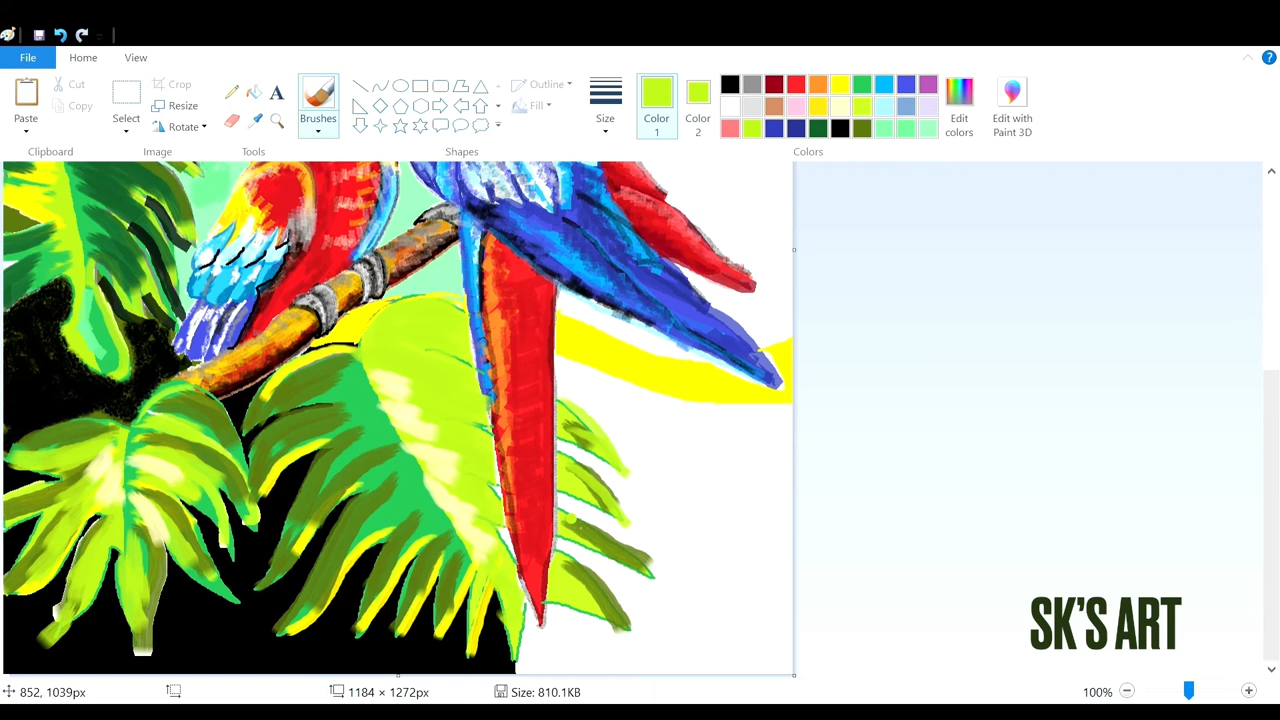 File Home View
Paste Cut Copy Clipboard
Select Crop Resize Rotate Image
Tools
Brushes
Outline Fill Shapes
Size
Color 1 Color 2 Edit colors Colors
Edit with Paint 3D
SK'S ART
852, 1039px 1184 × 1272px Size: 810.1KB 100%